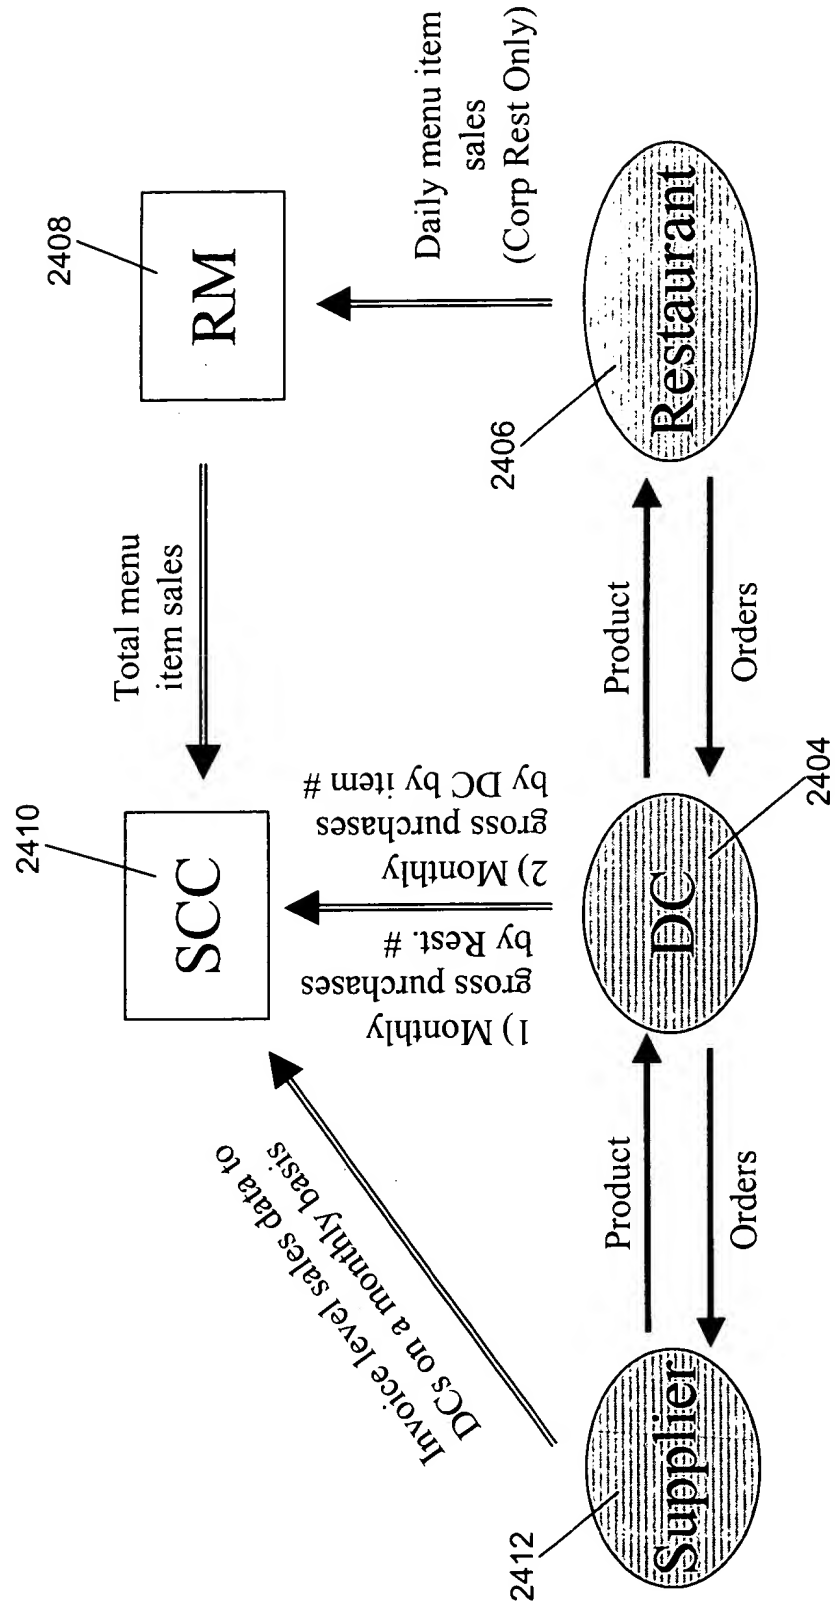 2410
SCC
Total menu
item sales
2408
RM
Invoice level sales data to
DCs on a monthly basis
1) Monthly
gross purchases
by Rest. #
2) Monthly
gross purchases
by DC by item #
Daily menu item
sales
(Corp Rest Only)
2412
Supplier
Product
Orders
DC
2404
Product
Orders
2406
Restaurant